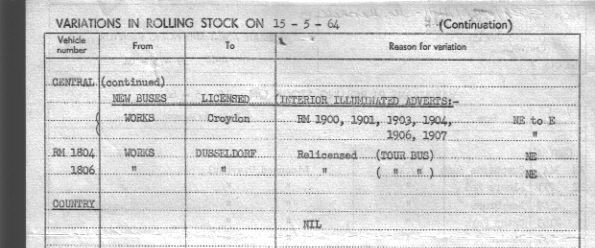 VARIATIONS IN ROLLING STOCK ON 15 - 5 - 64 (Continuation)
Vehicle number From To Reason for variation
CENTRAL (continued)
NEW BUSES LICENSED (INTERIOR ILLUMINATED ADVERTS:-
( WORKS Croydon RM 1900, 1901, 1903, 1904, NE to E
( 1906, 1907 "
RM 1804 WORKS DUSSELDORF Relicensed (TOUR BUS) NE
1806 " " " ( " " ) NE
COUNTRY
NIL